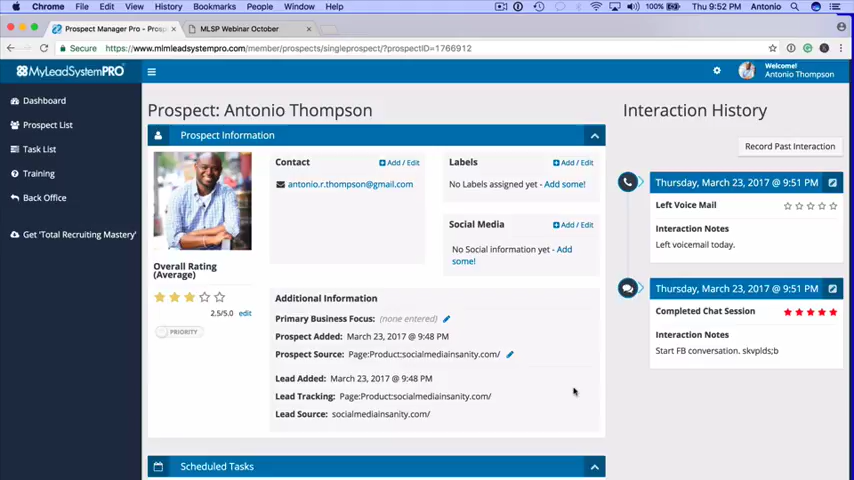 Chrome File Edit View History Bookmarks People Window Help 100% Thu 9:52 PM Antonio
Prospect Manager Pro - Prosp MLSP Webinar October Antonio
Secure https://www.mlmleadsystempro.com/member/prospects/singleprospect/?prospectID=1766912
MyLeadSystemPRO
Welcome!
Antonio Thompson
Dashboard
Prospect List
Task List
Training
Back Office
Get 'Total Recruiting Mastery'
Prospect: Antonio Thompson
Prospect Information
Contact Add / Edit
antonio.r.thompson@gmail.com
Labels Add / Edit
No Labels assigned yet - Add some!
Social Media Add / Edit
No Social information yet - Add
some!
Overall Rating
(Average)
2.5/5.0 edit
PRIORITY
Additional Information
Primary Business Focus: (none entered)
Prospect Added: March 23, 2017 @ 9:48 PM
Prospect Source: Page:Product:socialmediainsanity.com/
Lead Added: March 23, 2017 @ 9:48 PM
Lead Tracking: Page:Product:socialmediainsanity.com/
Lead Source: socialmediainsanity.com/
Scheduled Tasks
Interaction History
Record Past Interaction
Thursday, March 23, 2017 @ 9:51 PM
Left Voice Mail
Interaction Notes
Left voicemail today.
Thursday, March 23, 2017 @ 9:51 PM
Completed Chat Session
Interaction Notes
Start FB conversation. skvplds;b